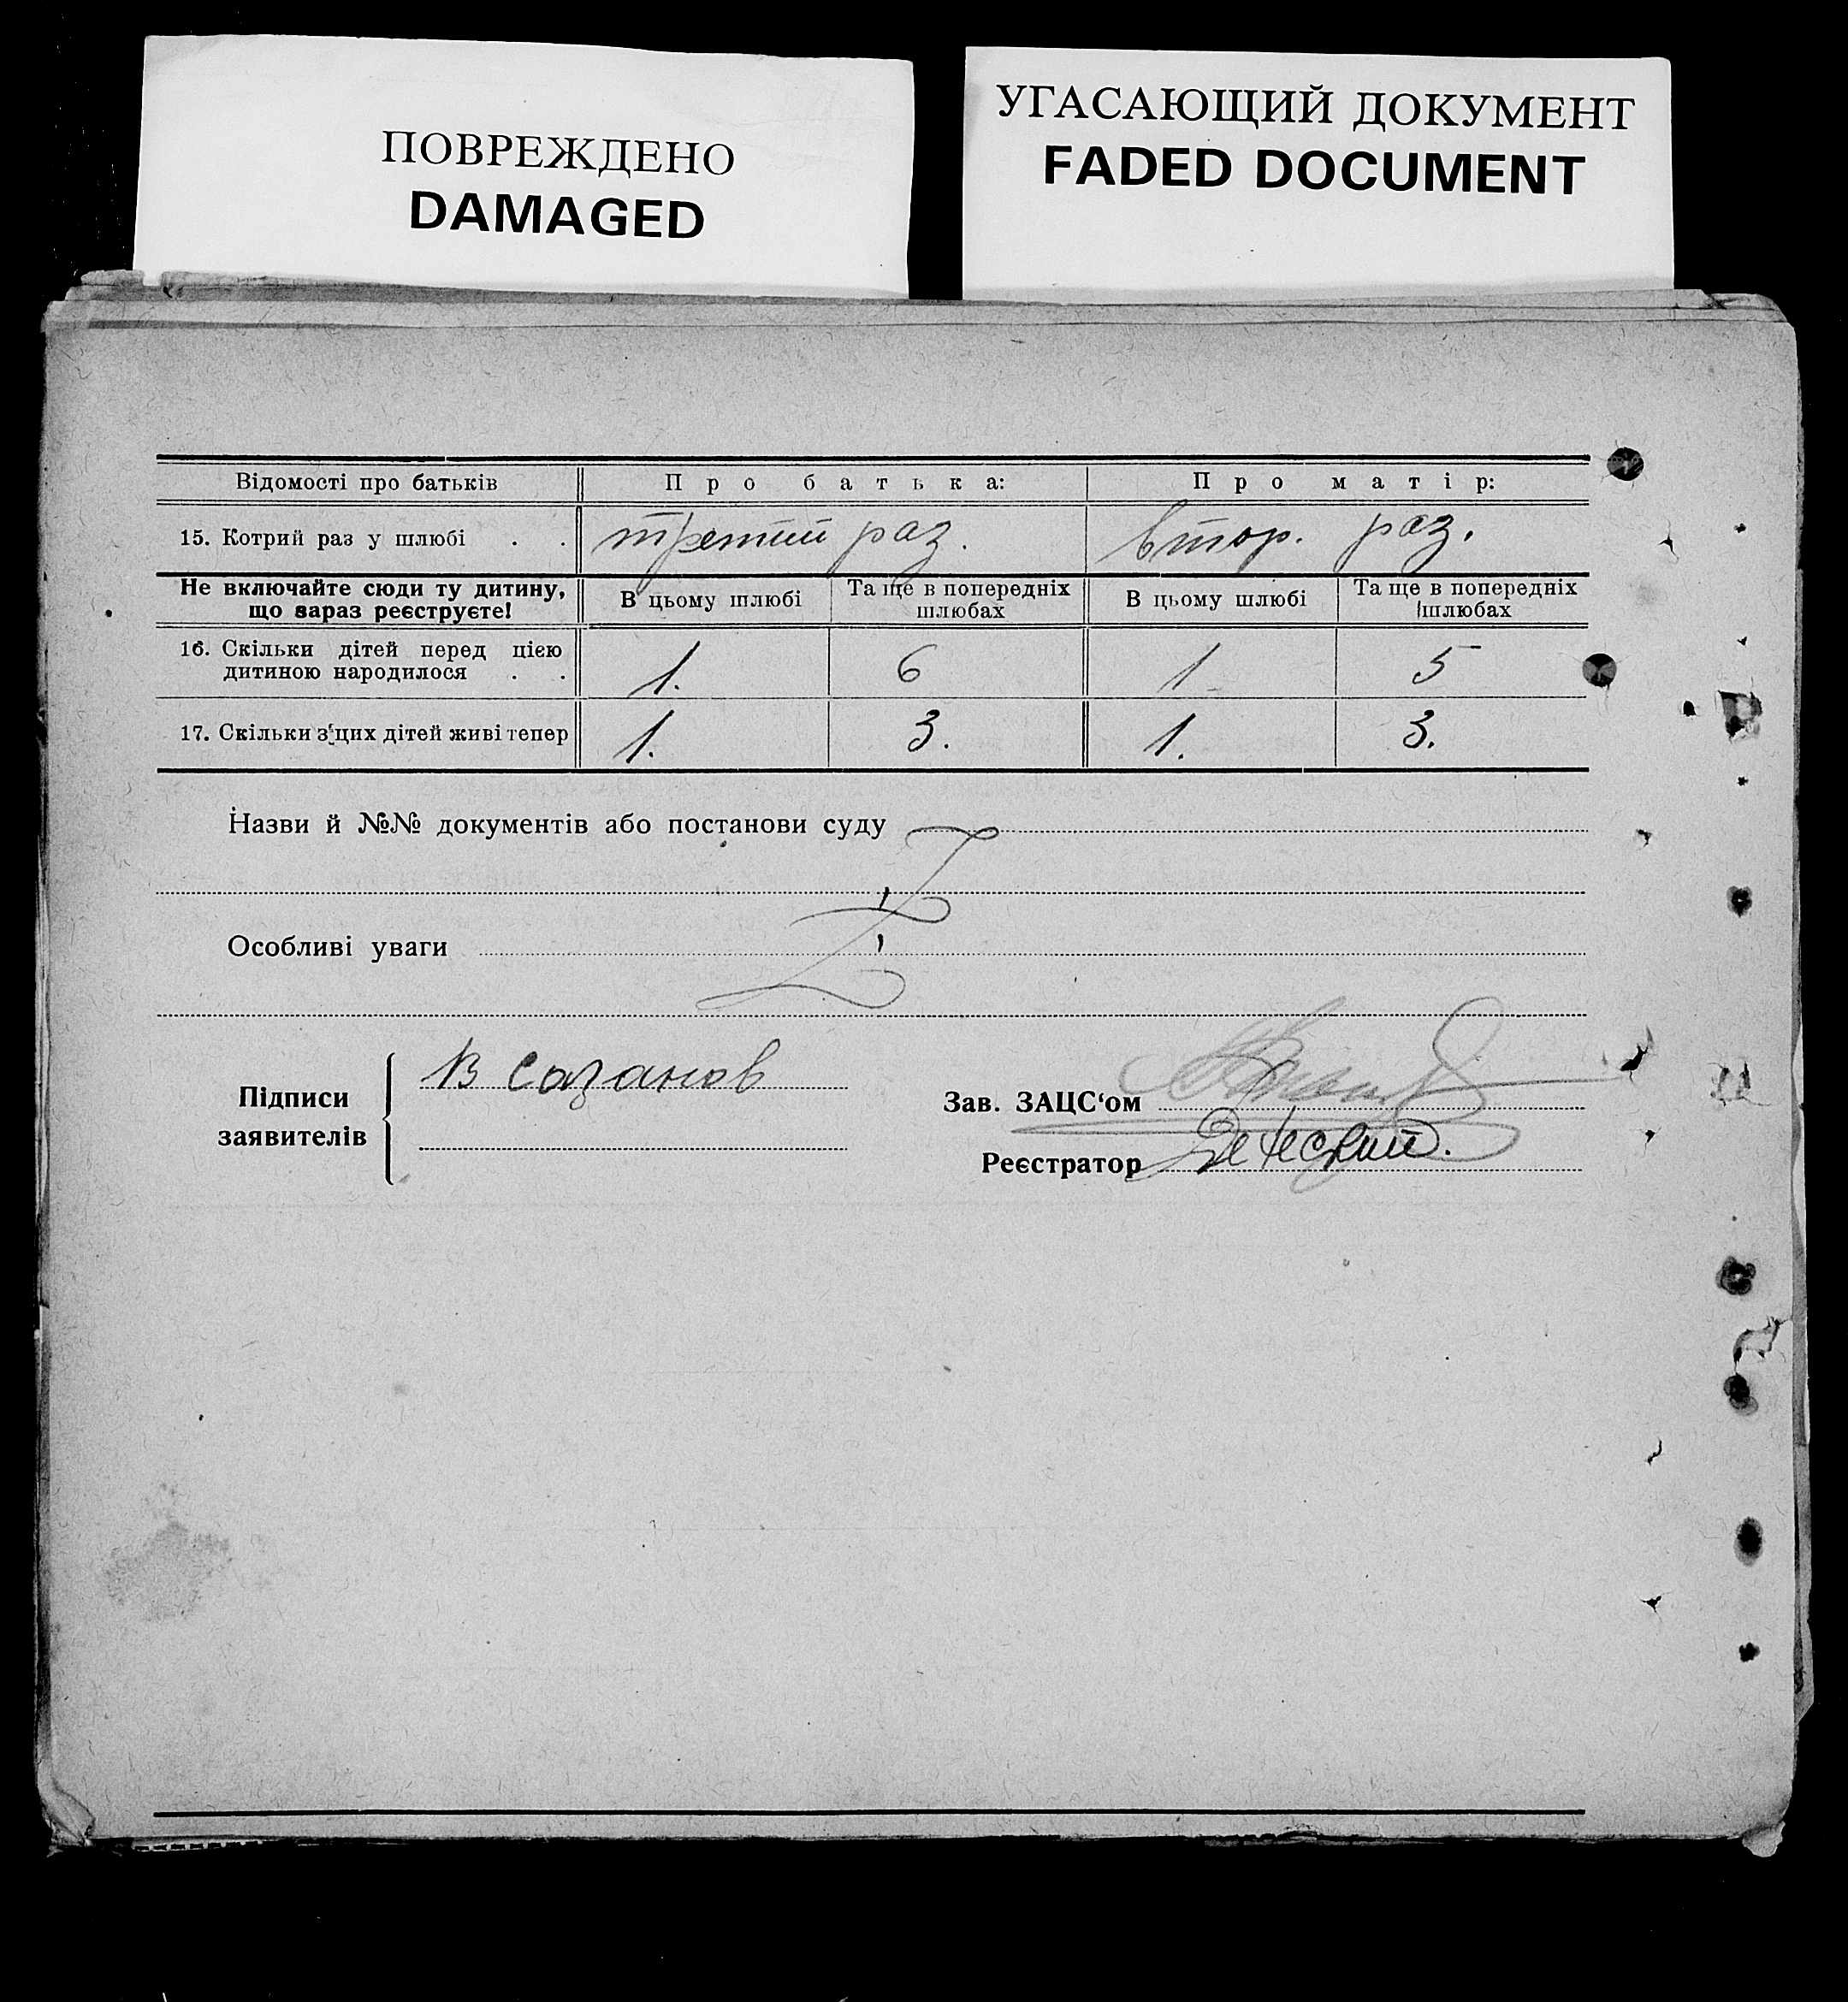 ПОВРЕЖДЕНО
DAMAGED
УГАСАЮЩИЙ ДОКУМЕНТ
FADED DOCUMENT
Відомості про батьків Про батька: Про матір:
15. Котрий раз у шлюбі . . третий раз. втор. раз.
Не включайте сюди ту дитину, що зараз реєструєте! В цьому шлюбі Та ще в попередніх шлюбах В цьому шлюбі Та ще в попередніх шлюбах
16. Скільки дітей перед цією дитиною народилося . . 1. 6 1 5
17. Скільки з цих дітей живі тепер 1. 3. 1. 3.
Назви й №№ документів або постанови суду
Особливі уваги
Підписи заявителів
В Сазанов
Зав. ЗАЦС‘ом
Реєстратор